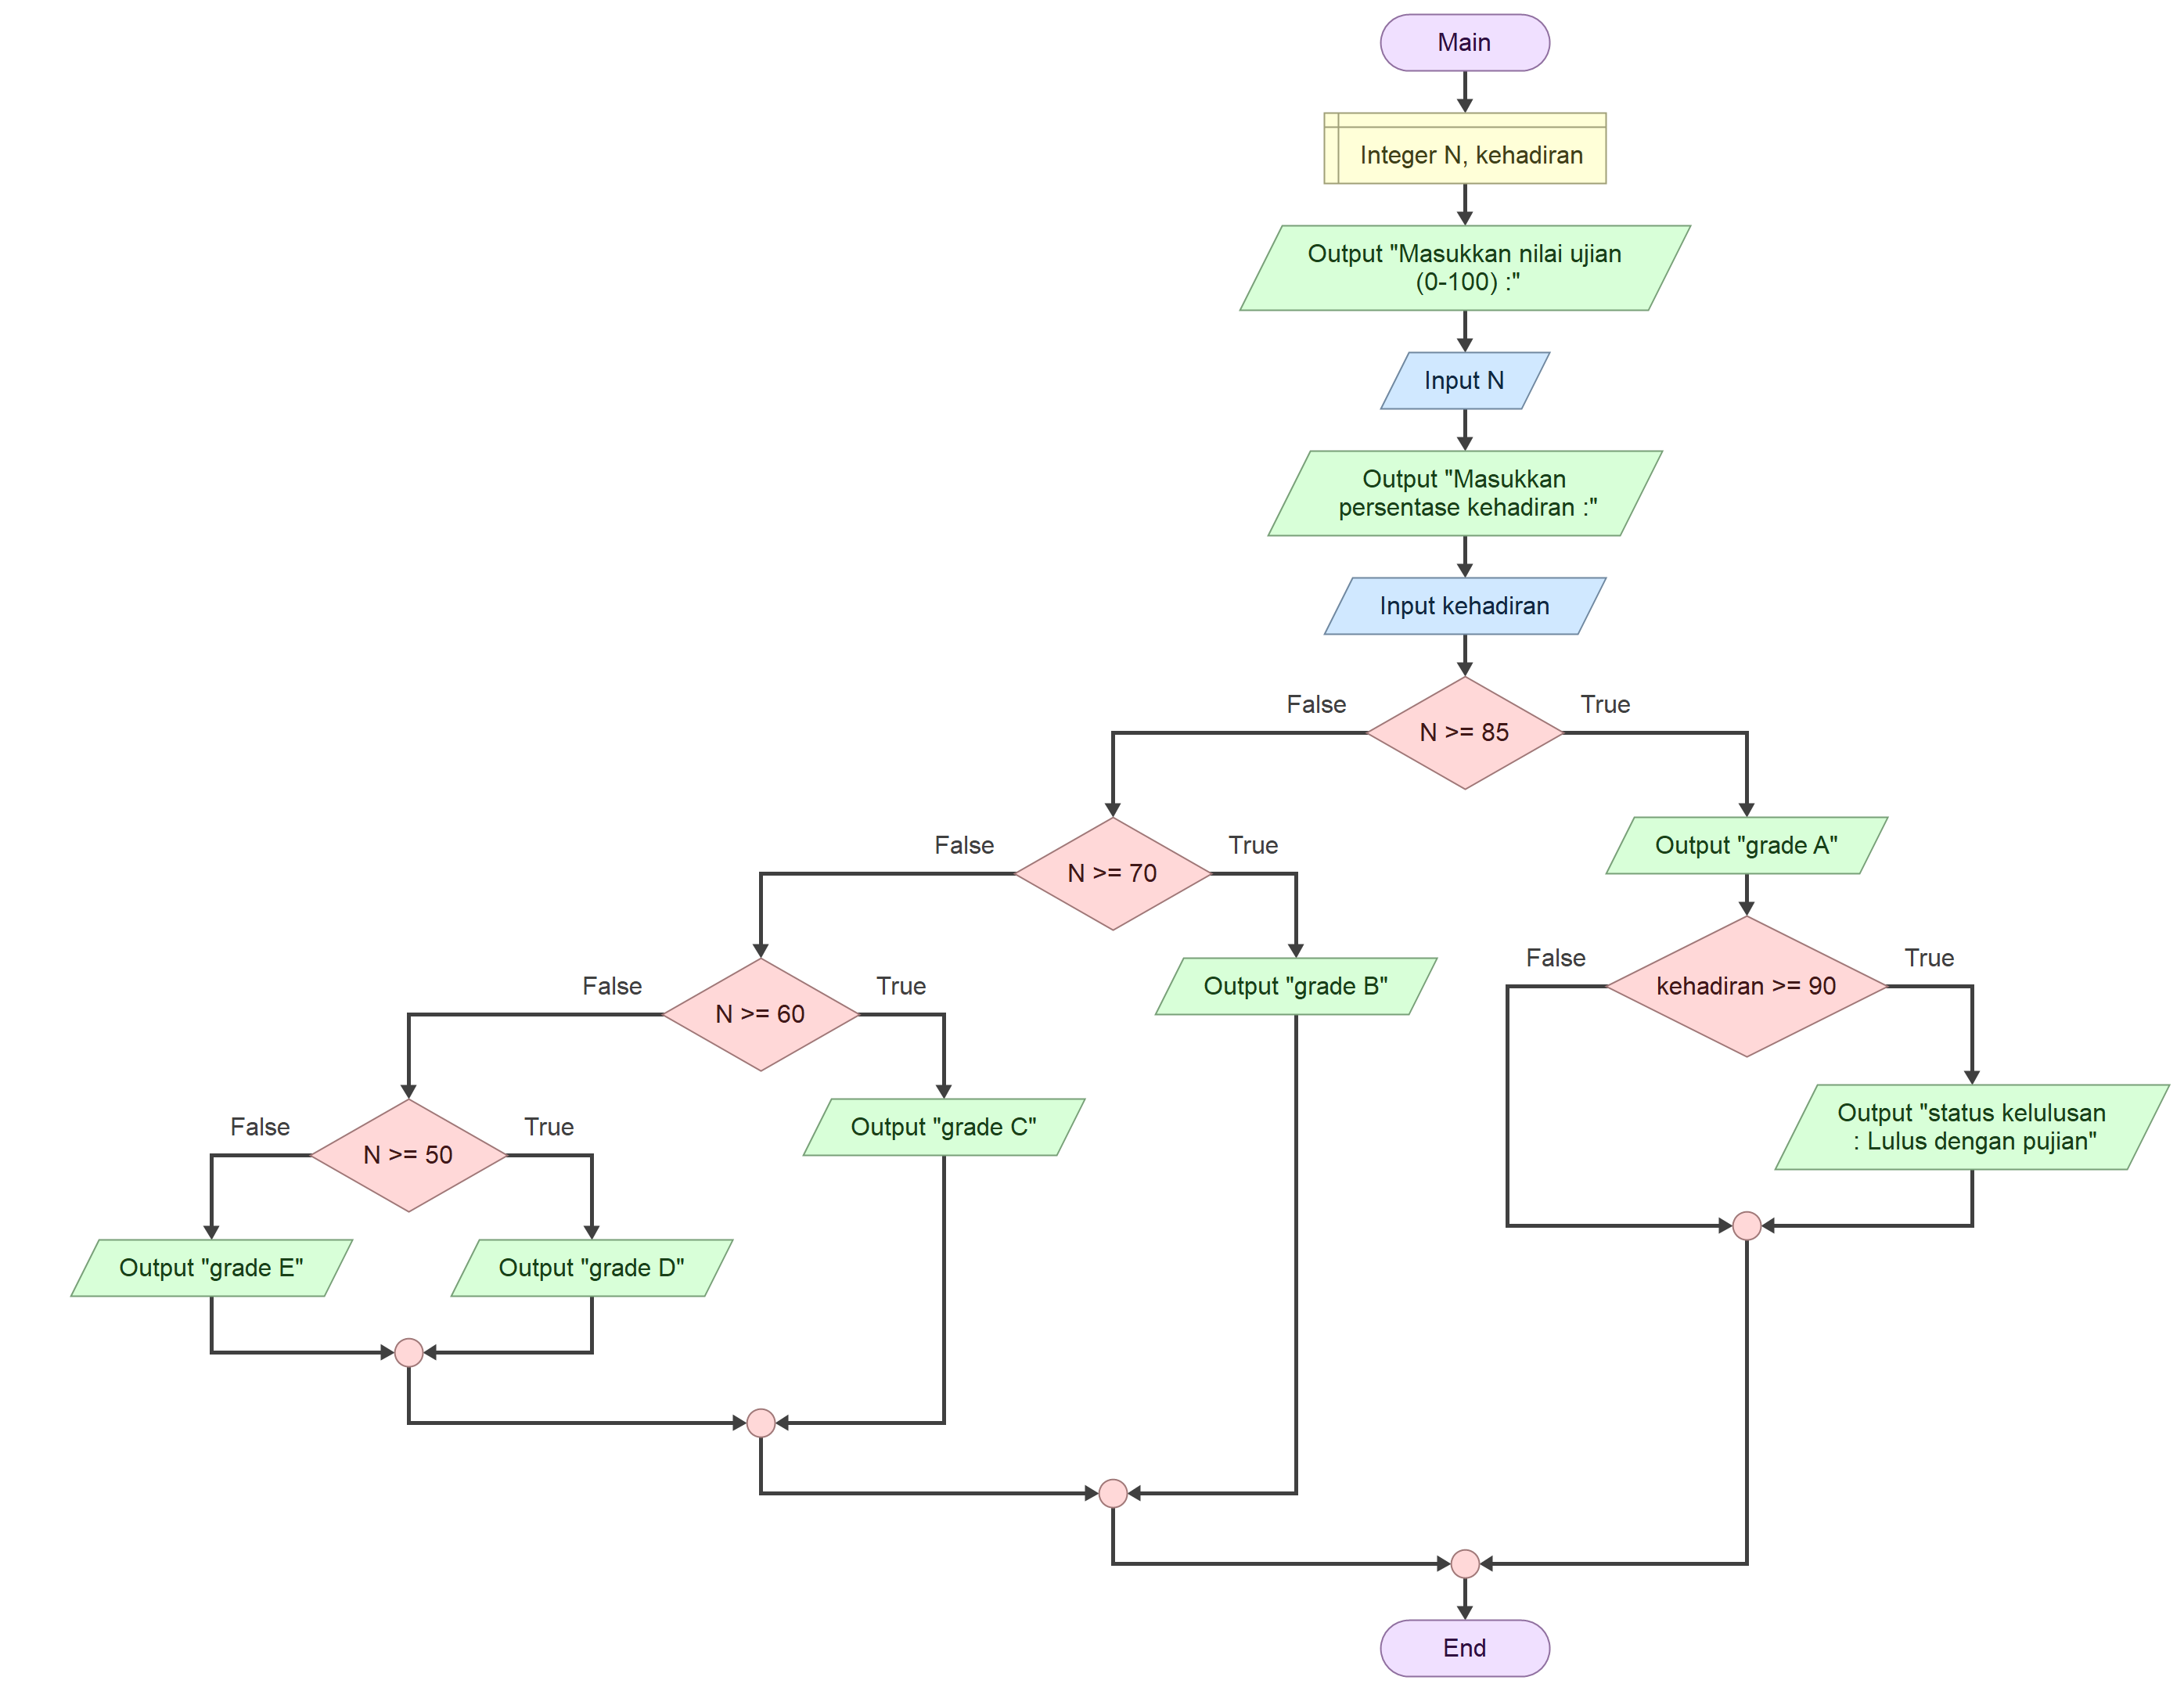 Main
Integer N, kehadiran
Output "Masukkan nilai ujian
(0-100) :"
Input N
Output "Masukkan
persentase kehadiran :"
Input kehadiran
False
True
N >= 85
False
True
Output "grade A"
N >= 70
False
True
False
True
N >= 60
Output "grade B"
kehadiran >= 90
False
True
Output "grade C"
Output "status kelulusan
: Lulus dengan pujian"
N >= 50
Output "grade E"
Output "grade D"
End